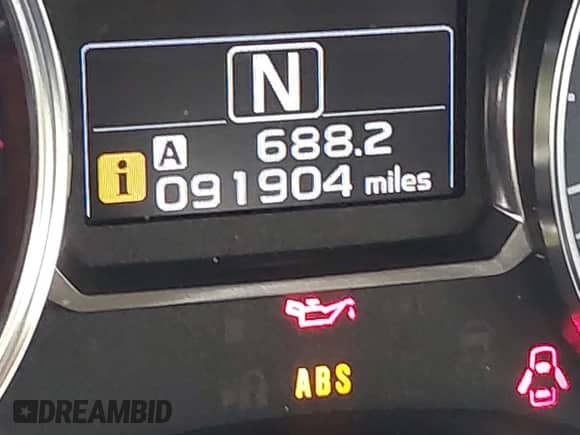 N
A 688.2
i 091904 miles
ABS
DREAMBID